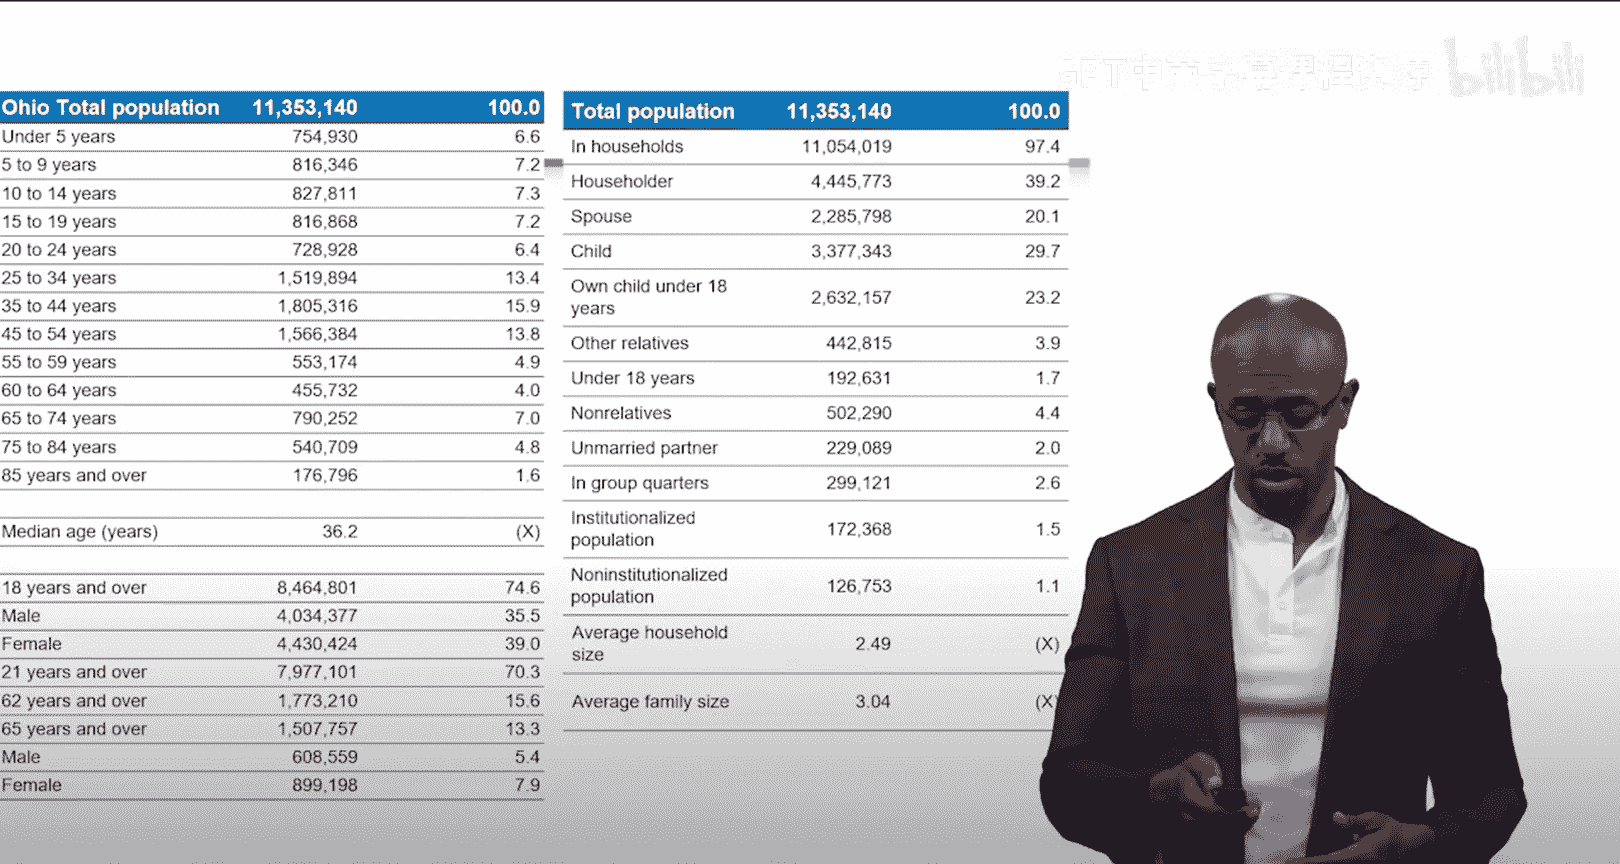 bilibili
Ohio Total population 11,353,140 100.0
Under 5 years 754,930 6.6
5 to 9 years 816,346 7.2
10 to 14 years 827,811 7.3
15 to 19 years 816,868 7.2
20 to 24 years 728,928 6.4
25 to 34 years 1,519,894 13.4
35 to 44 years 1,805,316 15.9
45 to 54 years 1,566,384 13.8
55 to 59 years 553,174 4.9
60 to 64 years 455,732 4.0
65 to 74 years 790,252 7.0
75 to 84 years 540,709 4.8
85 years and over 176,796 1.6
Median age (years) 36.2 (X)
18 years and over 8,464,801 74.6
Male 4,034,377 35.5
Female 4,430,424 39.0
21 years and over 7,977,101 70.3
62 years and over 1,773,210 15.6
65 years and over 1,507,757 13.3
Male 608,559 5.4
Female 899,198 7.9
Total population 11,353,140 100.0
In households 11,054,019 97.4
Householder 4,445,773 39.2
Spouse 2,285,798 20.1
Child 3,377,343 29.7
Own child under 18
years 2,632,157 23.2
Other relatives 442,815 3.9
Under 18 years 192,631 1.7
Nonrelatives 502,290 4.4
Unmarried partner 229,089 2.0
In group quarters 299,121 2.6
Institutionalized
population 172,368 1.5
Noninstitutionalized
population 126,753 1.1
Average household
size 2.49 (X)
Average family size 3.04 (X)